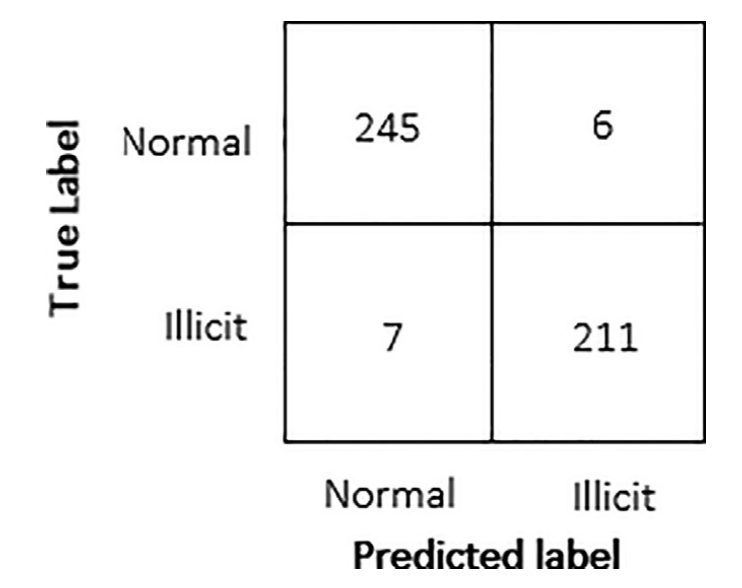 True Label
Normal
245
6
Illicit
7
211
Normal
Illicit
Predicted label